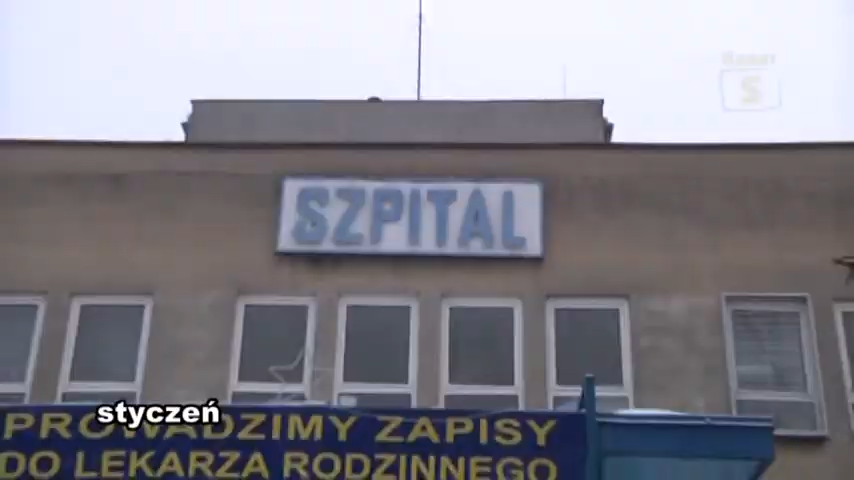 S
SZPITAL
styczeń
PROWADZIMY ZAPISY
DO LEKARZA RODZINNEGO